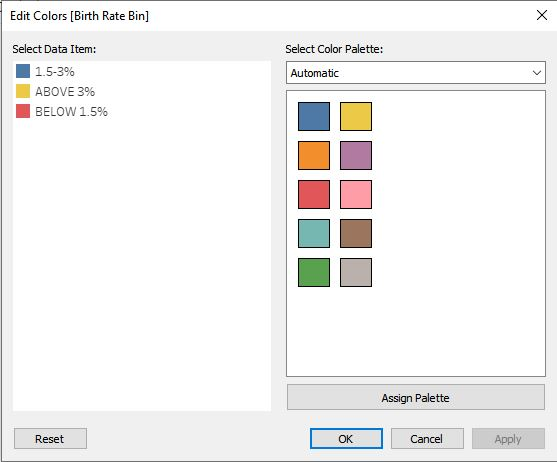 Edit Colors [Birth Rate Bin]
Select Data Item:
1.5-3%
ABOVE 3%
BELOW 1.5%
Select Color Palette:
Automatic
Assign Palette
Reset
OK
Cancel
Apply